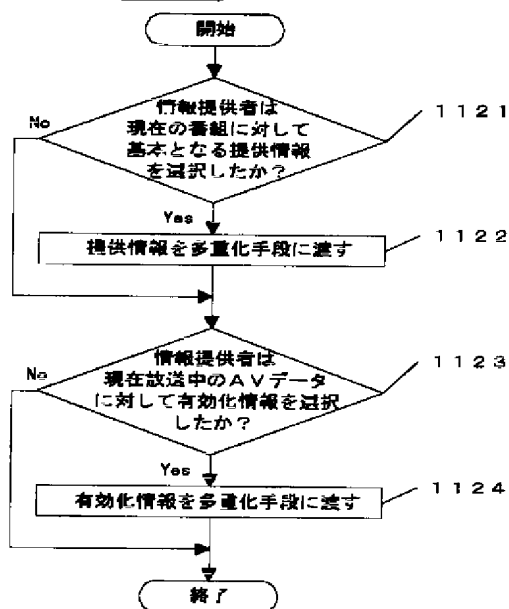 開始
情報提供者は
現在の番組に対して
基本となる提供情報
を選択したか？
No
1121
Yes
提供情報を多重化手段に渡す
1122
情報提供者は
現在放送中のAVデータ
に対して有効化情報を選択
したか？
No
1123
Yes
有効化情報を多重化手段に渡す
1124
終了